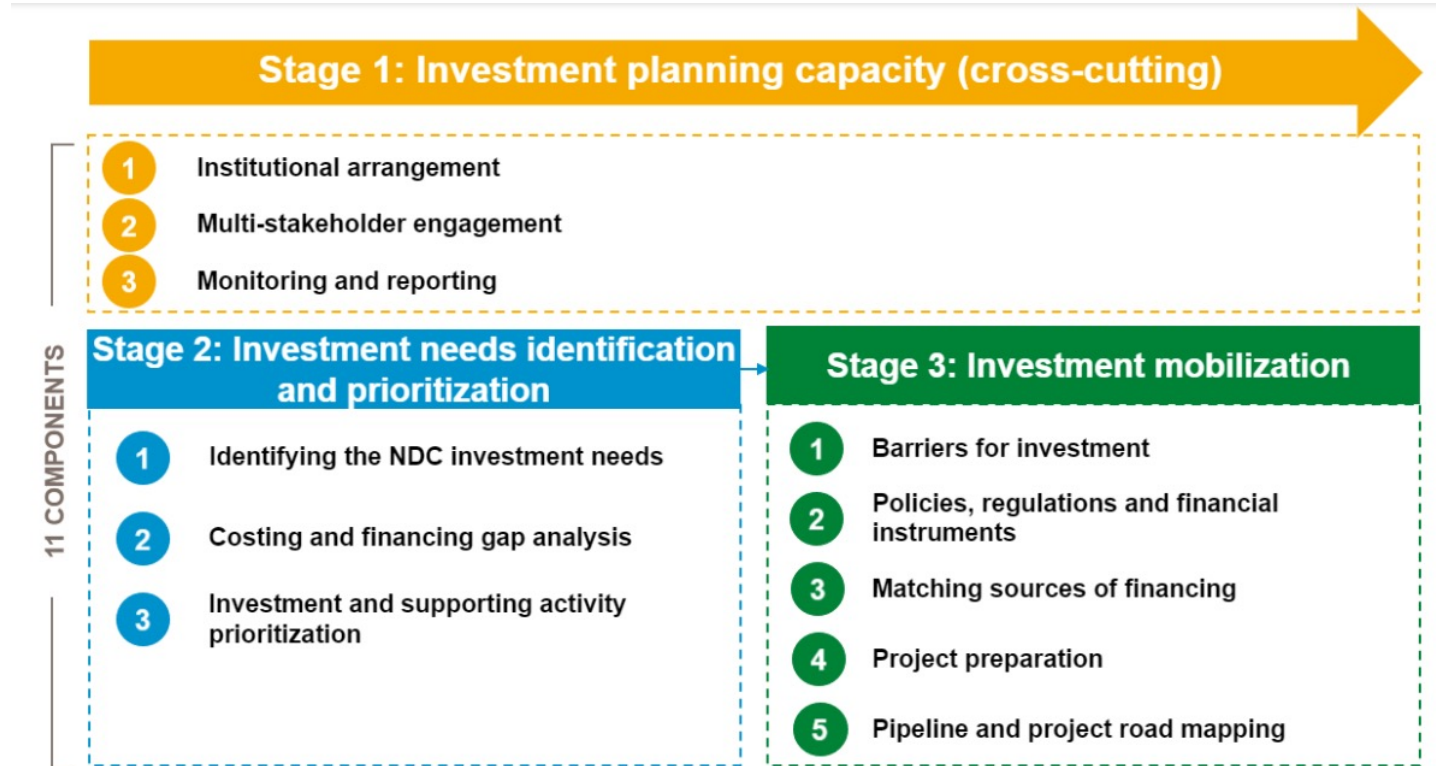 Stage 1: Investment planning capacity (cross-cutting)
1 Institutional arrangement
2 Multi-stakeholder engagement
3 Monitoring and reporting
11 COMPONENTS
Stage 2: Investment needs identification
and prioritization
1 Identifying the NDC investment needs
2 Costing and financing gap analysis
3 Investment and supporting activity
prioritization
Stage 3: Investment mobilization
1 Barriers for investment
2 Policies, regulations and financial
instruments
3 Matching sources of financing
4 Project preparation
5 Pipeline and project road mapping